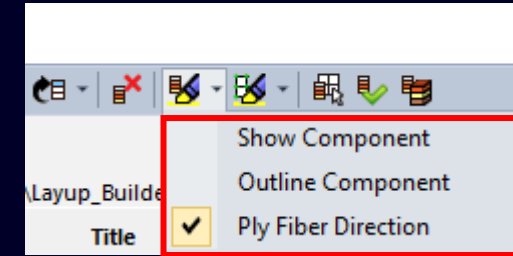 Show Component
\Layup_Builde
Outline Component
Title
Ply Fiber Direction